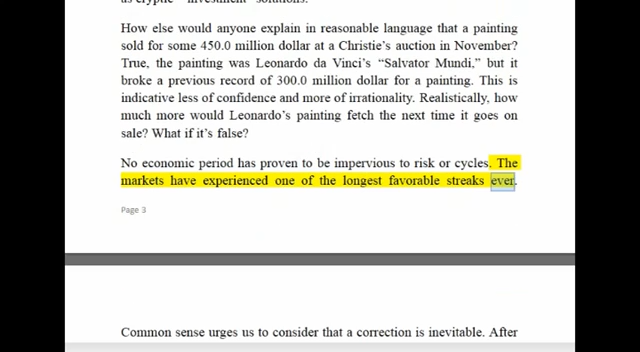 How else would anyone explain in reasonable language that a painting
sold for some 450.0 million dollar at a Christie's auction in November?
True, the painting was Leonardo da Vinci's "Salvator Mundi," but it
broke a previous record of 300.0 million dollar for a painting. This is
indicative less of confidence and more of irrationality. Realistically, how
much more would Leonardo's painting fetch the next time it goes on
sale? What if it's false?
No economic period has proven to be impervious to risk or cycles. The
markets have experienced one of the longest favorable streaks ever.
Page 3
Common sense urges us to consider that a correction is inevitable. After